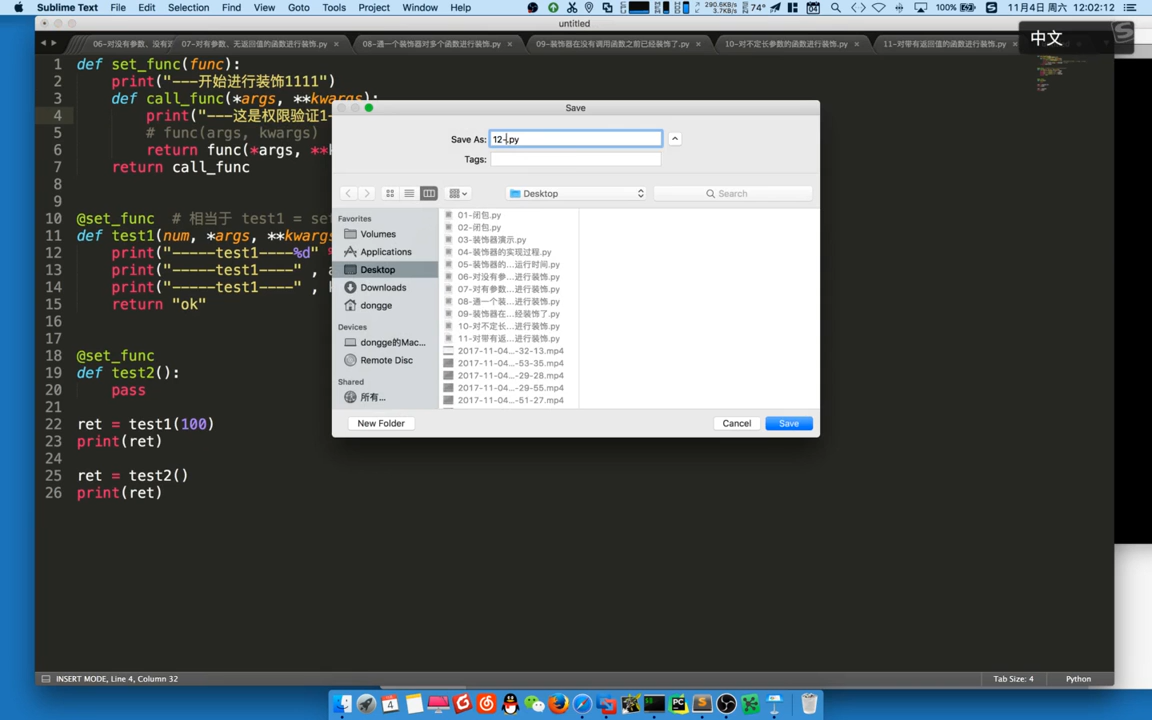 Sublime Text File Edit Selection Find View Goto Tools Project Window Help
290.6KB/s
3.7KB/s
74° 100% 11月4日 周六 12:02:12
untitled
中文
06-对没有参数、没有 07-对有参数、无返回值的函数进行装饰.py × 08-通一个装饰器对多个函数进行装饰.py × 09-装饰器在没有调用函数之前已经装饰了.py × 10-对不定长参数的函数进行装饰.py × 11-对带有返回值的函数进行装饰.py ×
1 def set_func(func):
2 print("---开始进行装饰1111")
3 def call_func(*args, **kwargs):
4 print("---这是权限验证1-
5 # func(args, kwargs)
6 return func(*args, **k
7 return call_func
8
9
10 @set_func # 相当于 test1 = set
11 def test1(num, *args, **kwargs
12 print("-----test1----%d" %
13 print("-----test1----" , a
14 print("-----test1----" , k
15 return "ok"
16
17
18 @set_func
19 def test2():
20 pass
21
22 ret = test1(100)
23 print(ret)
24
25 ret = test2()
26 print(ret)
Save
Save As: 12-.py
Tags:
Desktop
Search
Favorites
Volumes
Applications
Desktop
Downloads
dongge
Devices
dongge的Mac...
Remote Disc
Shared
所有...
01-闭包.py
02-闭包.py
03-装饰器演示.py
04-装饰器的实现过程.py
05-装饰器的...运行时间.py
06-对没有参...进行装饰.py
07-对有参数...进行装饰.py
08-通一个装...进行装饰.py
09-装饰器在...经装饰了.py
10-对不定长...进行装饰.py
11-对带有返...进行装饰.py
2017-11-04...-32-13.mp4
2017-11-04...-53-35.mp4
2017-11-04...-29-28.mp4
2017-11-04...-29-55.mp4
2017-11-04...-51-27.mp4
New Folder Cancel Save
INSERT MODE, Line 4, Column 32 Tab Size: 4 Python